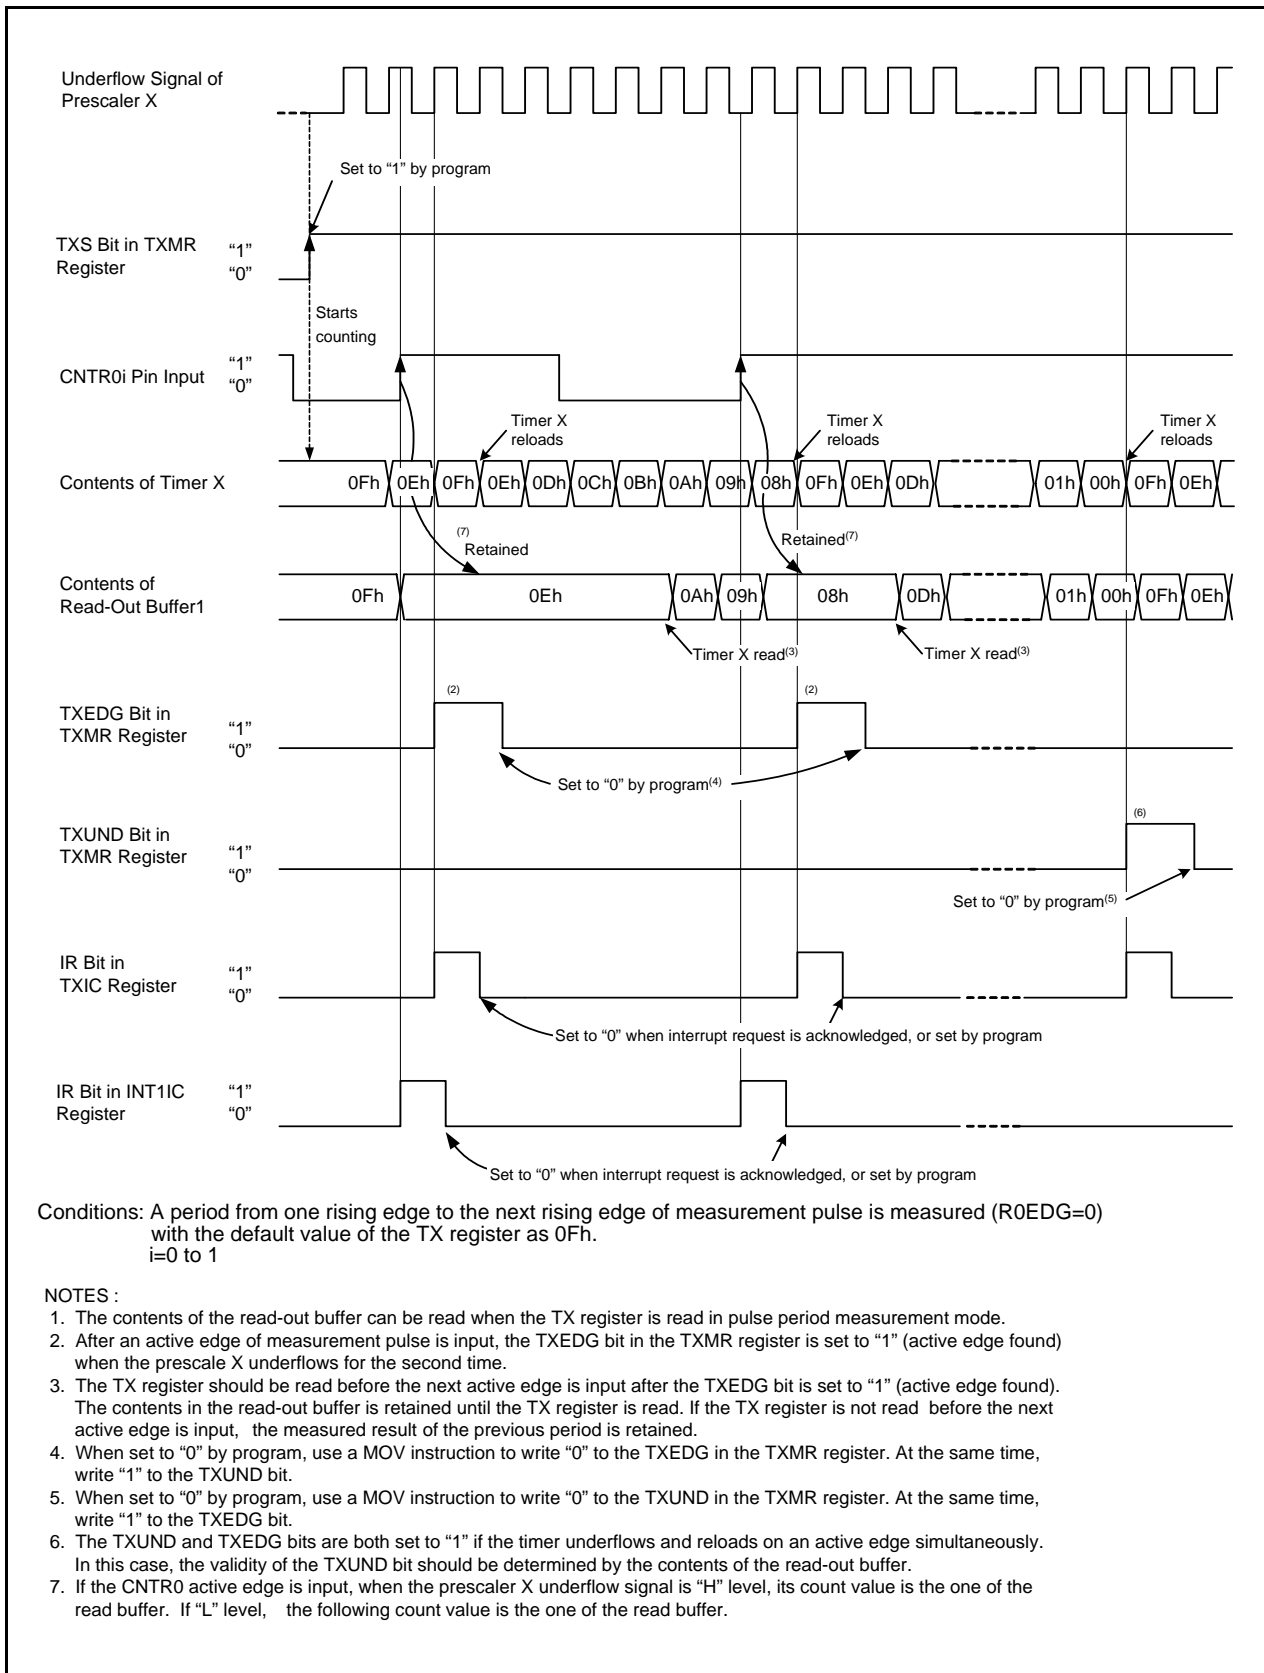 Underflow Signal of
Prescaler X
Set to “1” by program
TXS Bit in TXMR
Register
“1”
“0”
Starts
counting
CNTR0i Pin Input
“1”
“0”
Timer X
reloads
Timer X
reloads
Timer X
reloads
Contents of Timer X
0Fh 0Eh 0Fh 0Eh 0Dh 0Ch 0Bh 0Ah 09h 08h 0Fh 0Eh 0Dh 01h 00h 0Fh 0Eh
(7)
Retained
Retained(7)
Contents of
Read-Out Buffer1
0Fh 0Eh 0Ah 09h 08h 0Dh 01h 00h 0Fh 0Eh
Timer X read(3)
Timer X read(3)
TXEDG Bit in
TXMR Register
“1”
“0”
(2)
(2)
Set to “0” by program(4)
TXUND Bit in
TXMR Register
“1”
“0”
(6)
Set to “0” by program(5)
IR Bit in
TXIC Register
“1”
“0”
Set to “0” when interrupt request is acknowledged, or set by program
IR Bit in INT1IC
Register
“1”
“0”
Set to “0” when interrupt request is acknowledged, or set by program
Conditions: A period from one rising edge to the next rising edge of measurement pulse is measured (R0EDG=0)
with the default value of the TX register as 0Fh.
i=0 to 1
NOTES :
1. The contents of the read-out buffer can be read when the TX register is read in pulse period measurement mode.
2. After an active edge of measurement pulse is input, the TXEDG bit in the TXMR register is set to “1” (active edge found)
when the prescale X underflows for the second time.
3. The TX register should be read before the next active edge is input after the TXEDG bit is set to “1” (active edge found).
The contents in the read-out buffer is retained until the TX register is read. If the TX register is not read before the next
active edge is input, the measured result of the previous period is retained.
4. When set to “0” by program, use a MOV instruction to write “0” to the TXEDG in the TXMR register. At the same time,
write “1” to the TXUND bit.
5. When set to “0” by program, use a MOV instruction to write “0” to the TXUND in the TXMR register. At the same time,
write “1” to the TXEDG bit.
6. The TXUND and TXEDG bits are both set to “1” if the timer underflows and reloads on an active edge simultaneously.
In this case, the validity of the TXUND bit should be determined by the contents of the read-out buffer.
7. If the CNTR0 active edge is input, when the prescaler X underflow signal is “H” level, its count value is the one of the
read buffer. If “L” level, the following count value is the one of the read buffer.